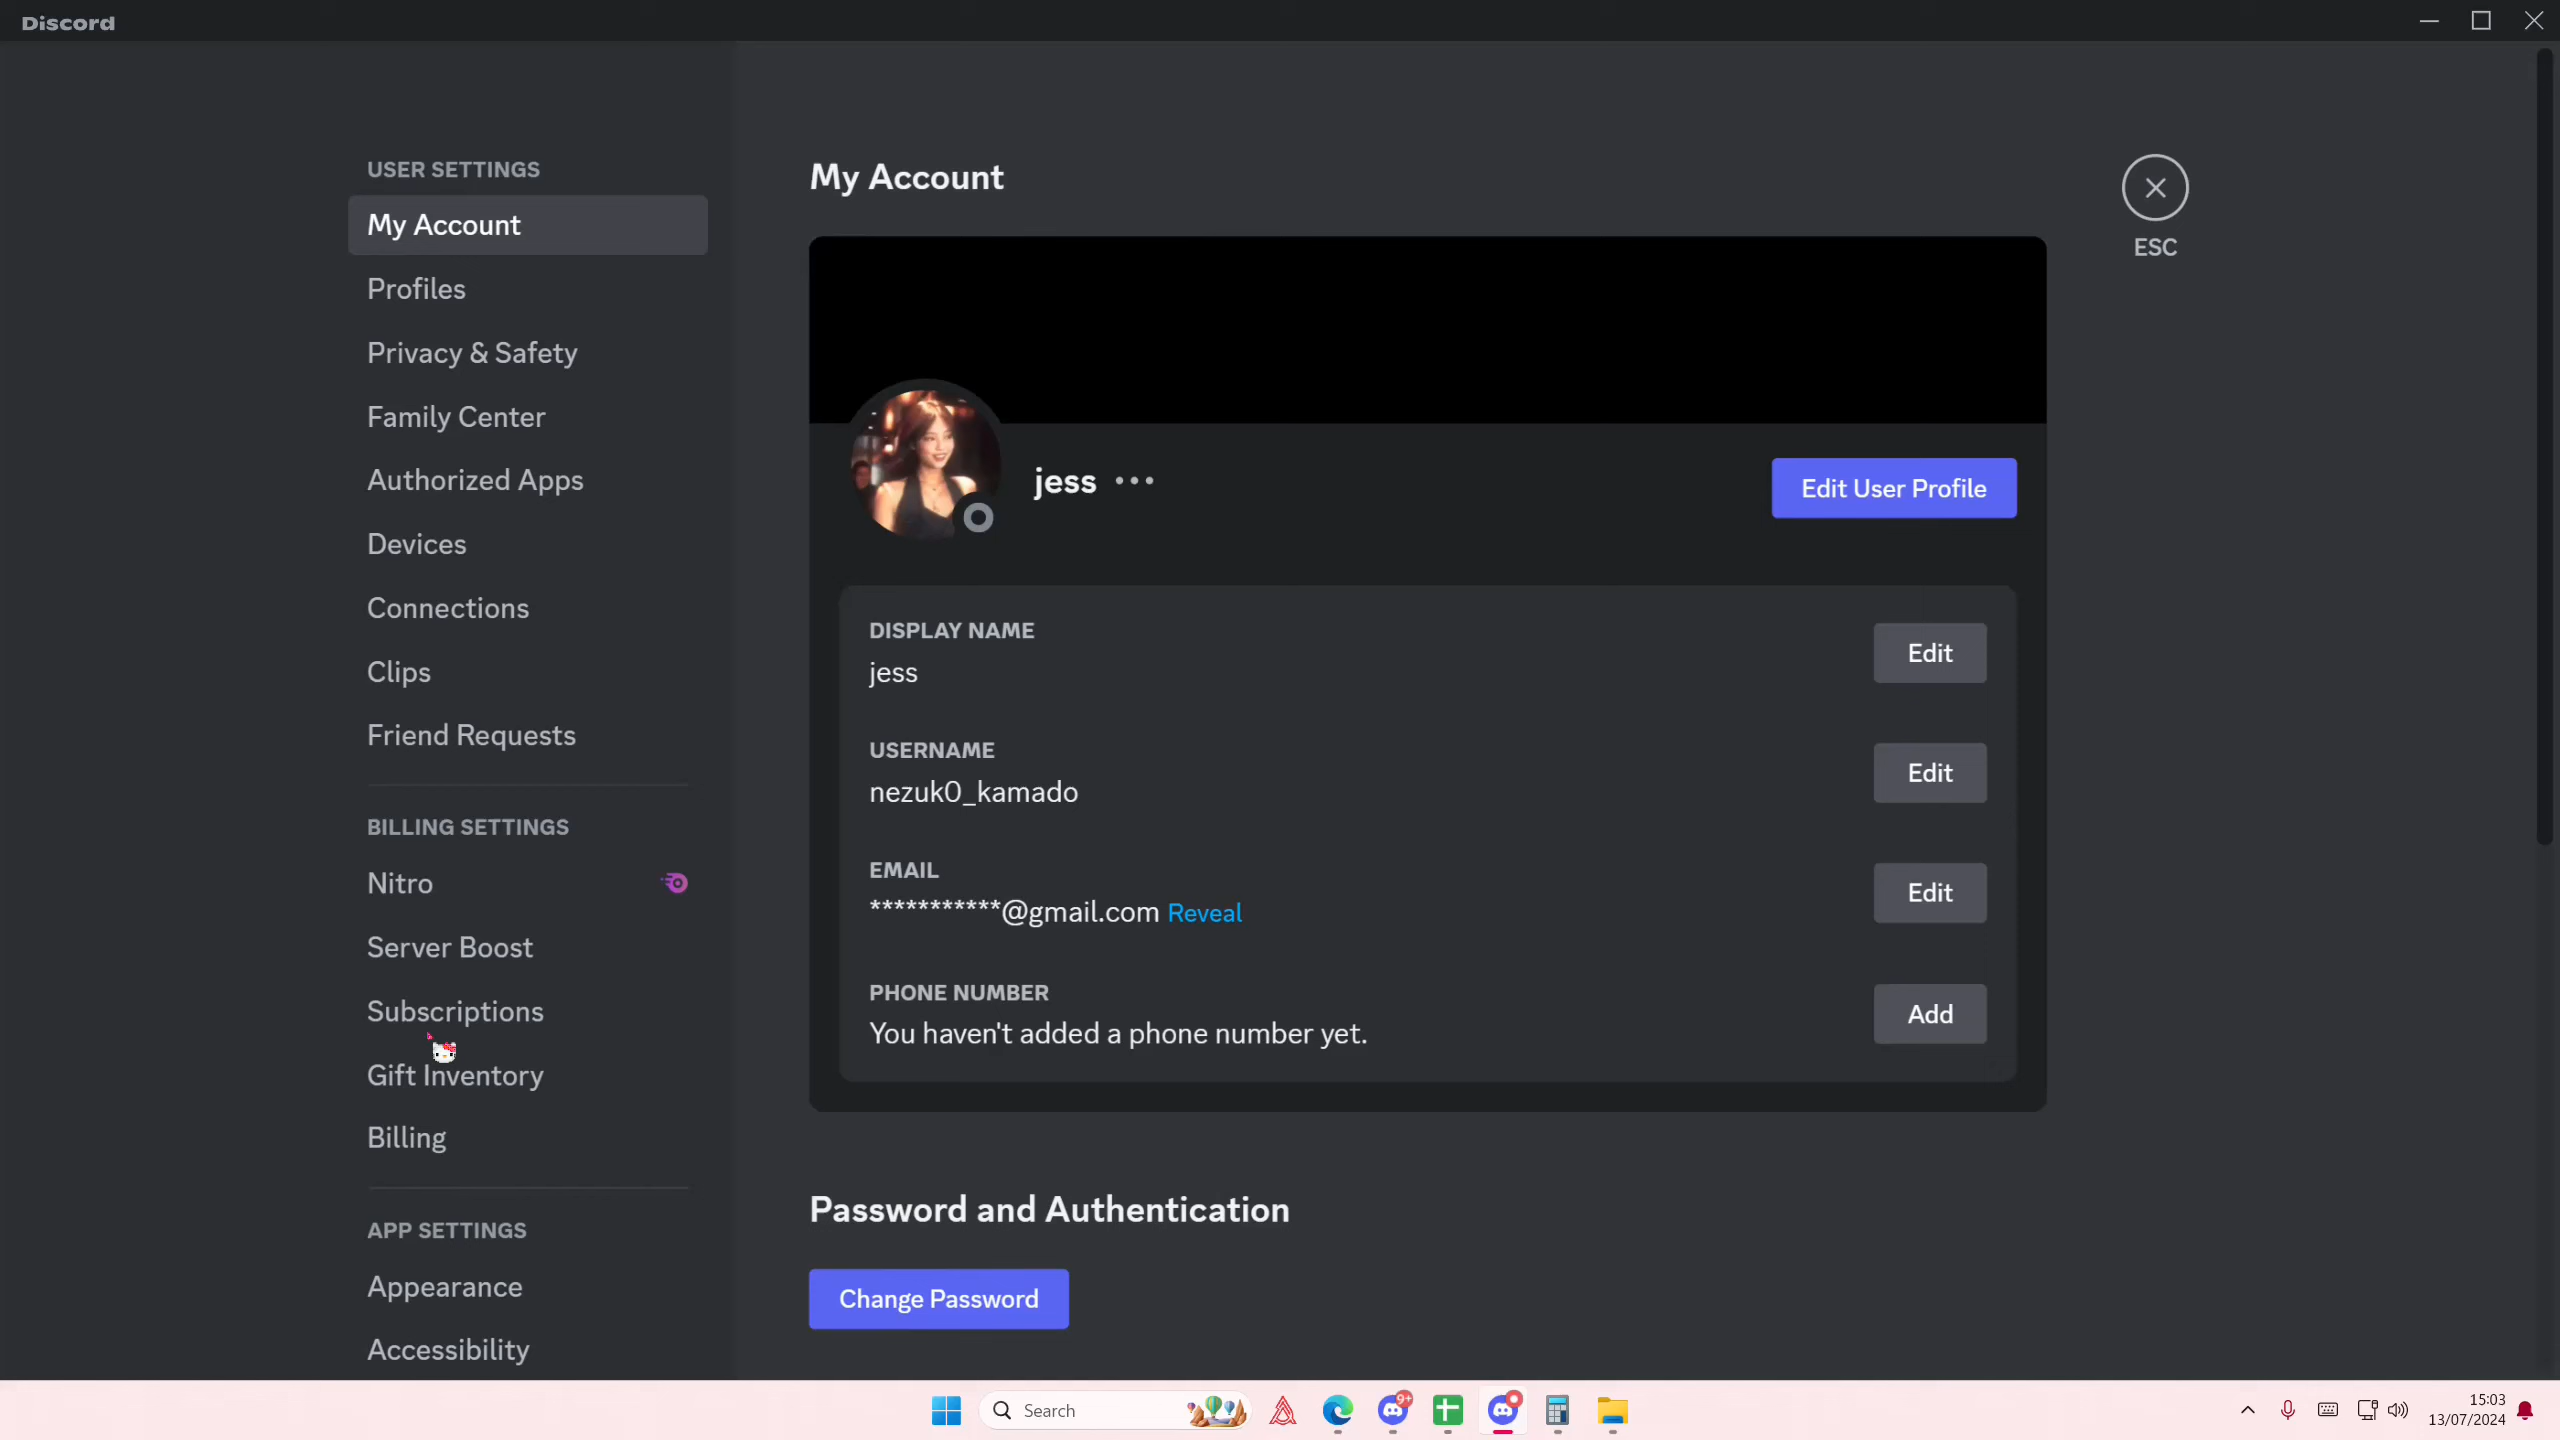 Discord
USER SETTINGS
My Account
Profiles
Privacy & Safety
Family Center
Authorized Apps
Devices
Connections
Clips
Friend Requests
BILLING SETTINGS
Nitro
Server Boost
Subscriptions
Gift Inventory
Billing
APP SETTINGS
Appearance
Accessibility
My Account
ESC
jess
Edit User Profile
DISPLAY NAME
jess
Edit
USERNAME
nezuk0_kamado
Edit
EMAIL
***********@gmail.com Reveal
Edit
PHONE NUMBER
You haven't added a phone number yet.
Add
Password and Authentication
Change Password
Search
9+
15:03
13/07/2024